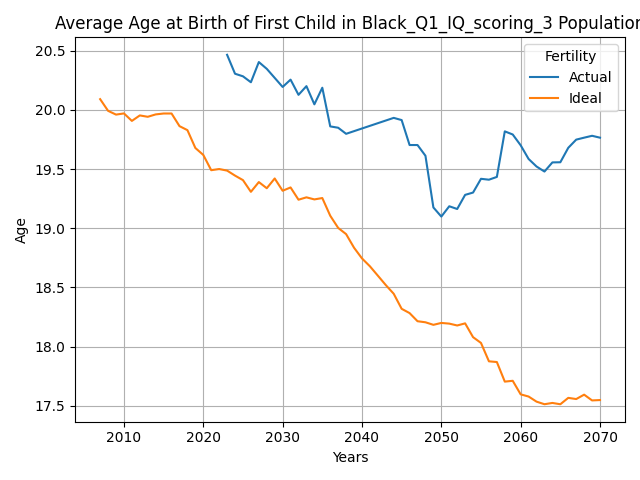 Average Age at Birth of First Child in Black_Q1_IQ_scoring_3 Population
Fertility
Actual
Ideal
20.5
20.0
19.5
19.0
18.5
18.0
17.5
Age
2010 2020 2030 2040 2050 2060 2070
Years